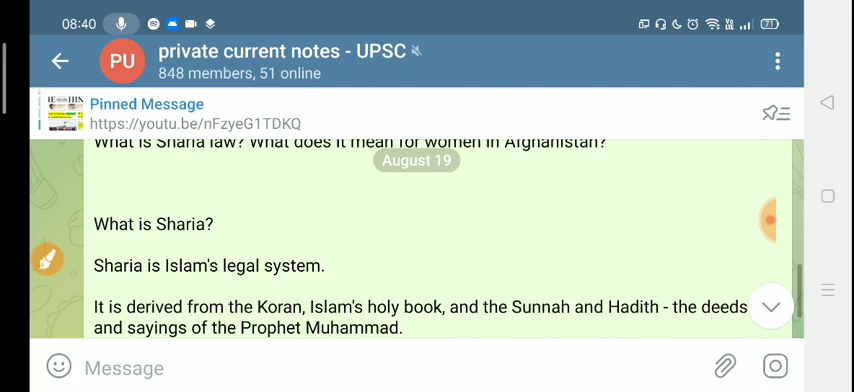 08:40
71
PU
private current notes - UPSC
848 members, 51 online
Pinned Message
https://youtu.be/nFzyeG1TDKQ
What is Sharia law? What does it mean for women in Afghanistan?
August 19
What is Sharia?
Sharia is Islam's legal system.
It is derived from the Koran, Islam's holy book, and the Sunnah and Hadith - the deeds
and sayings of the Prophet Muhammad.
Message